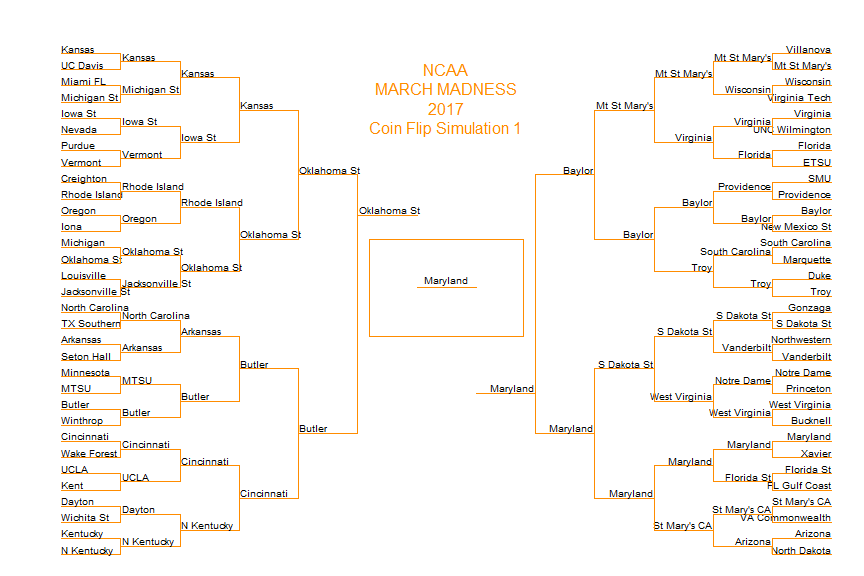 NCAA
MARCH MADNESS
2017
Coin Flip Simulation 1
Kansas
UC Davis
Miami FL
Michigan St
Iowa St
Nevada
Purdue
Vermont
Creighton
Rhode Island
Oregon
Iona
Michigan
Oklahoma St
Louisville
Jacksonville St
North Carolina
TX Southern
Arkansas
Seton Hall
Minnesota
MTSU
Butler
Winthrop
Cincinnati
Wake Forest
UCLA
Kent
Dayton
Wichita St
Kentucky
N Kentucky
Kansas
Michigan St
Iowa St
Vermont
Rhode Island
Oregon
Oklahoma St
Jacksonville St
North Carolina
Arkansas
MTSU
Butler
Cincinnati
UCLA
Dayton
N Kentucky
Kansas
Iowa St
Rhode Island
Oklahoma St
Arkansas
Butler
Cincinnati
N Kentucky
Kansas
Oklahoma St
Butler
Cincinnati
Oklahoma St
Butler
Oklahoma St
Maryland
Maryland
Baylor
Maryland
Mt St Mary's
Baylor
S Dakota St
Maryland
Mt St Mary's
Virginia
Baylor
Troy
S Dakota St
West Virginia
Maryland
St Mary's CA
Mt St Mary's
Wisconsin
Virginia
Florida
Providence
Baylor
South Carolina
Troy
S Dakota St
Vanderbilt
Notre Dame
West Virginia
Maryland
Florida St
St Mary's CA
Arizona
Villanova
Mt St Mary's
Wisconsin
Virginia Tech
Virginia
UNC Wilmington
Florida
ETSU
SMU
Providence
Baylor
New Mexico St
South Carolina
Marquette
Duke
Troy
Gonzaga
S Dakota St
Northwestern
Vanderbilt
Notre Dame
Princeton
West Virginia
Bucknell
Maryland
Xavier
Florida St
FL Gulf Coast
St Mary's CA
VA Commonwealth
Arizona
North Dakota